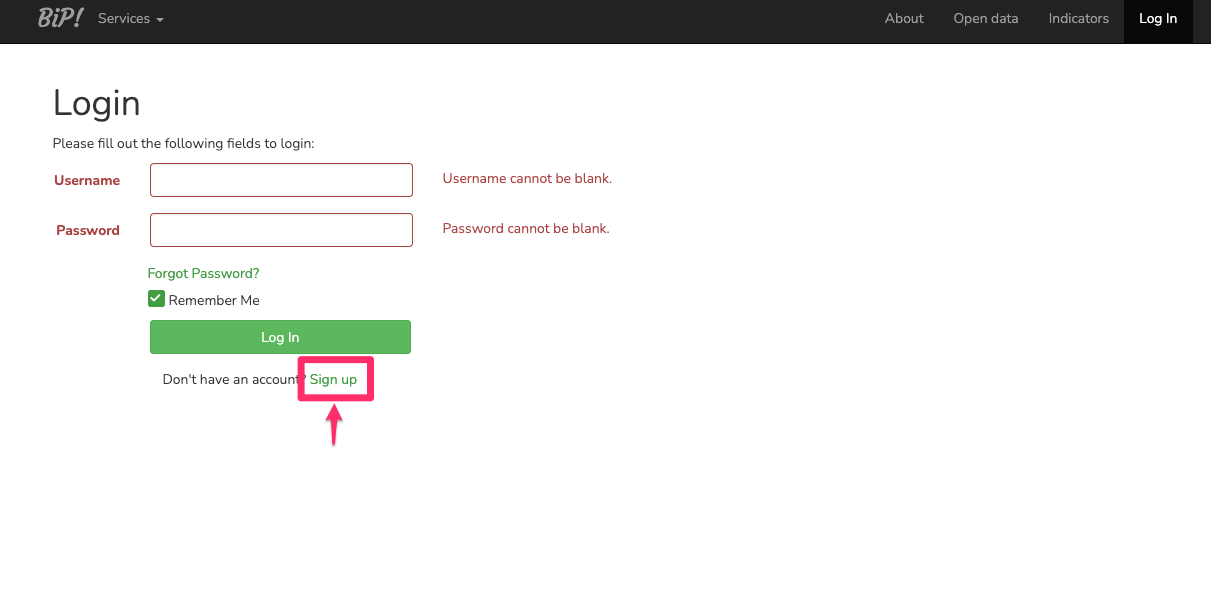 BiP! Services About Open data Indicators Log In
Login
Please fill out the following fields to login:
Username Username cannot be blank.
Password Password cannot be blank.
Forgot Password?
Remember Me
Log In
Don't have an account? Sign up